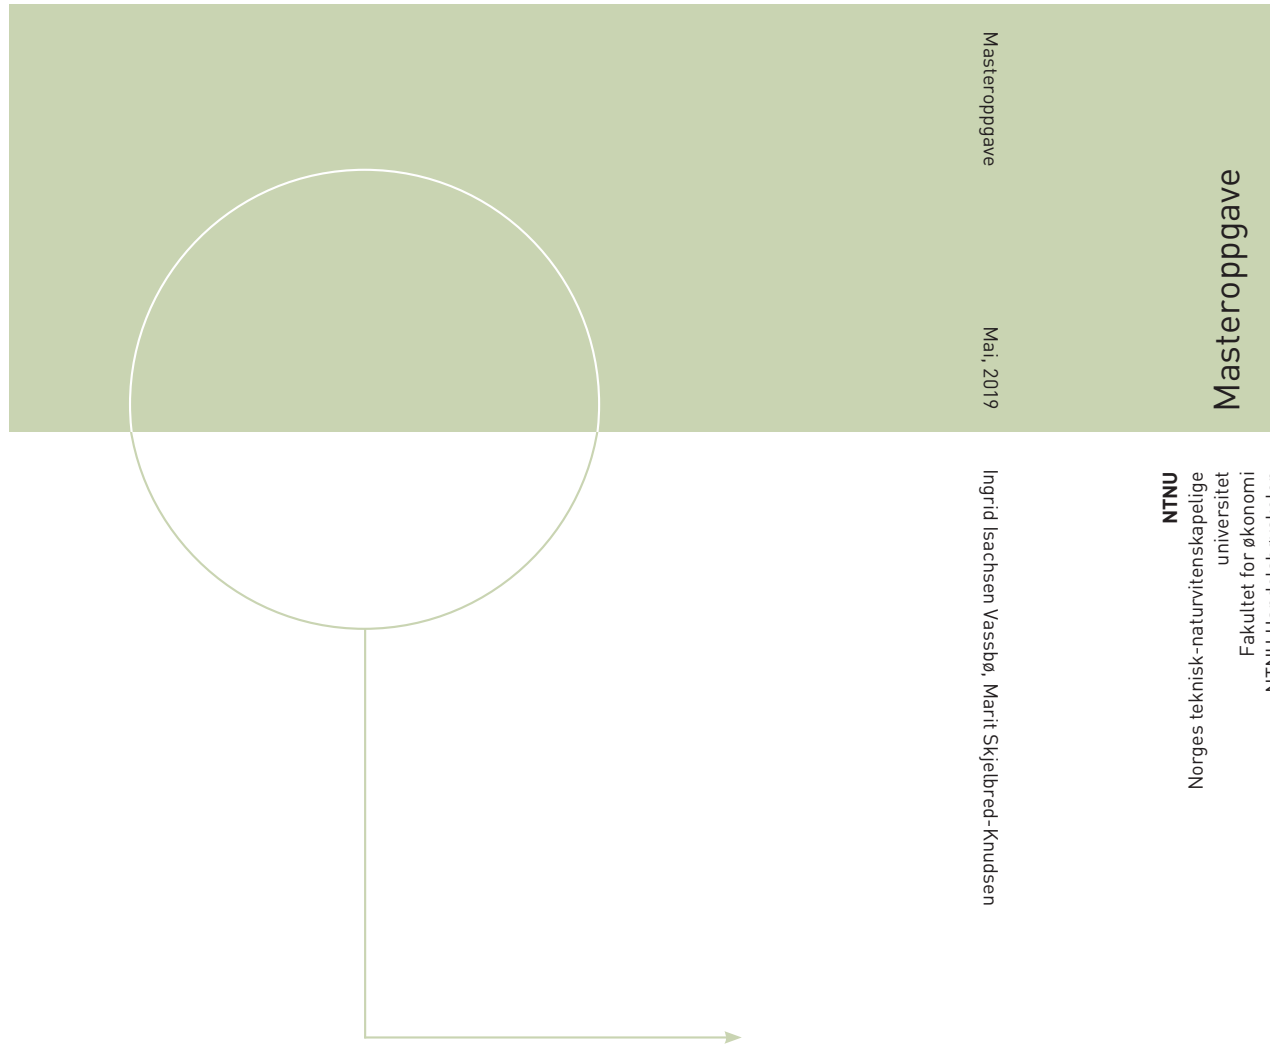 Masteroppgave
Mai, 2019
Ingrid Isachsen Vassbø, Marit Skjelbred-Knudsen
Masteroppgave
NTNU
Norges teknisk-naturvitenskapelige
universitet
Fakultet for økonomi